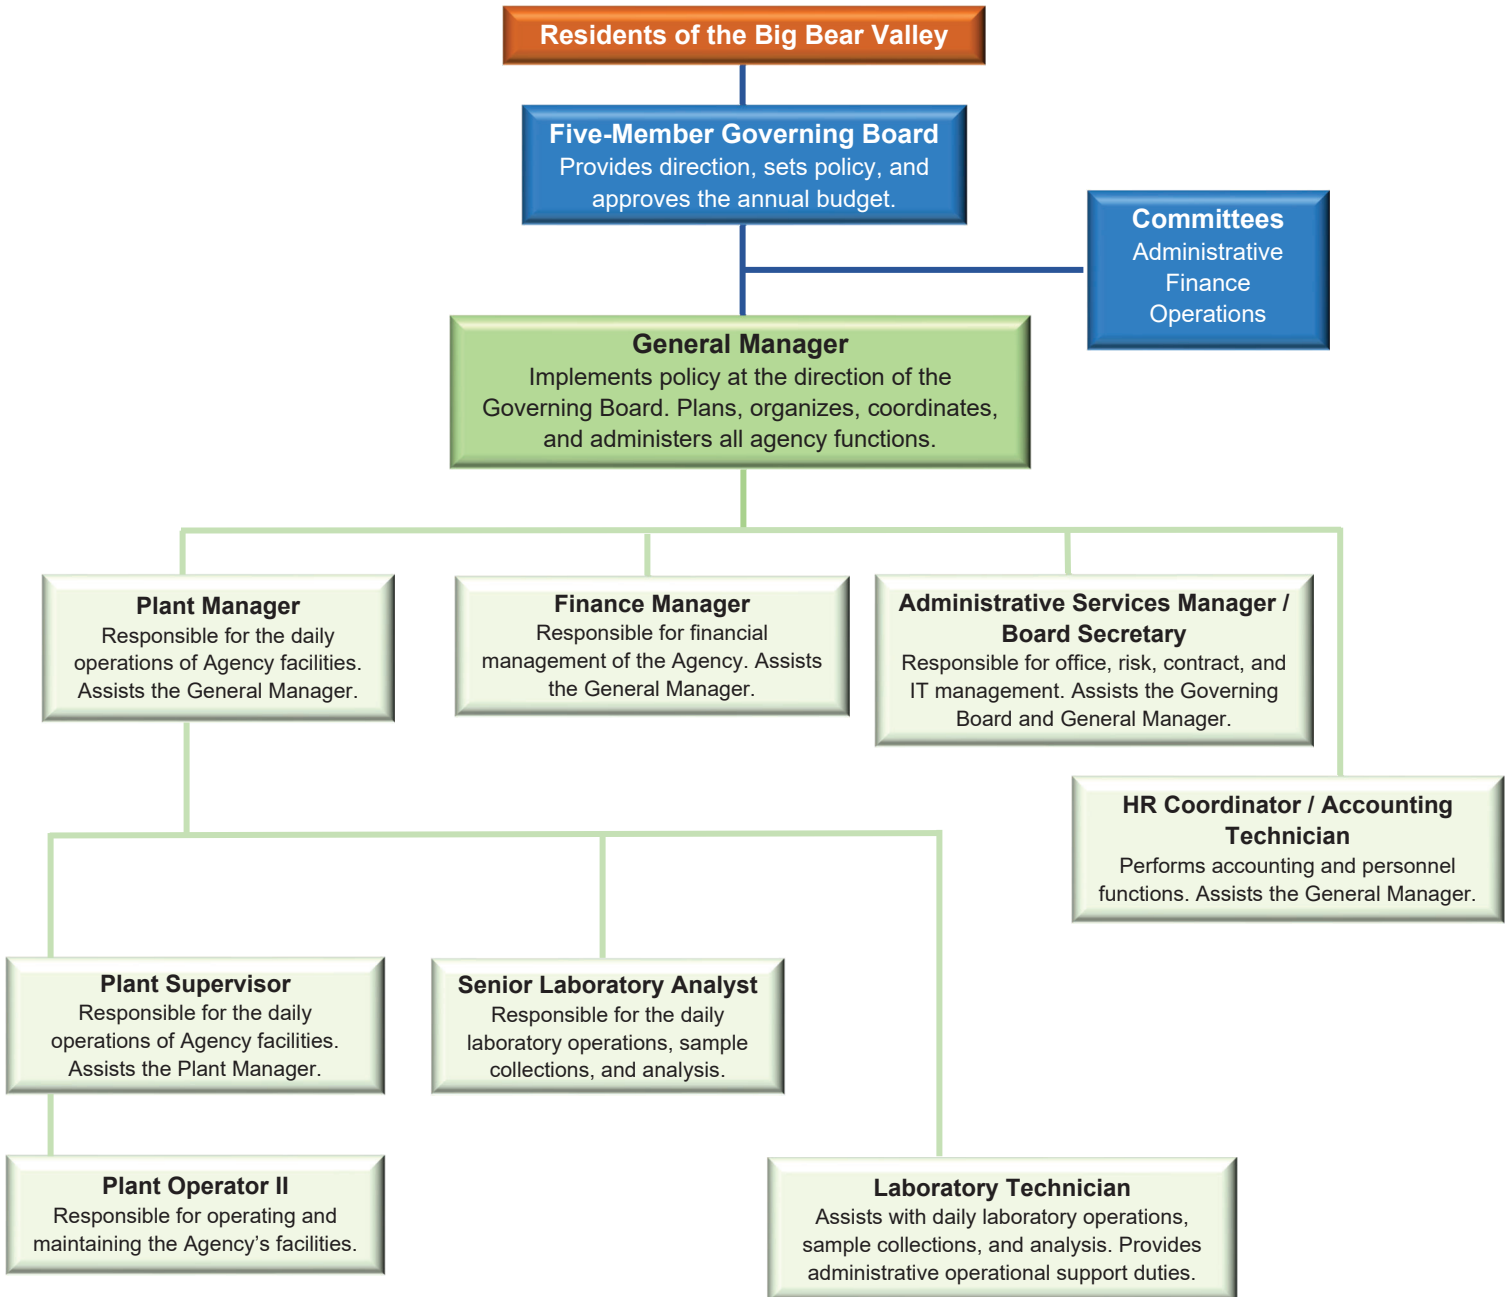 Residents of the Big Bear Valley
Five-Member Governing Board
Provides direction, sets policy, and
approves the annual budget.
Committees
Administrative
Finance
Operations
General Manager
Implements policy at the direction of the
Governing Board. Plans, organizes, coordinates,
and administers all agency functions.
Plant Manager
Responsible for the daily
operations of Agency facilities.
Assists the General Manager.
Finance Manager
Responsible for financial
management of the Agency. Assists
the General Manager.
Administrative Services Manager /
Board Secretary
Responsible for office, risk, contract, and
IT management. Assists the Governing
Board and General Manager.
HR Coordinator / Accounting
Technician
Performs accounting and personnel
functions. Assists the General Manager.
Plant Supervisor
Responsible for the daily
operations of Agency facilities.
Assists the Plant Manager.
Senior Laboratory Analyst
Responsible for the daily
laboratory operations, sample
collections, and analysis.
Plant Operator II
Responsible for operating and
maintaining the Agency’s facilities.
Laboratory Technician
Assists with daily laboratory operations,
sample collections, and analysis. Provides
administrative operational support duties.